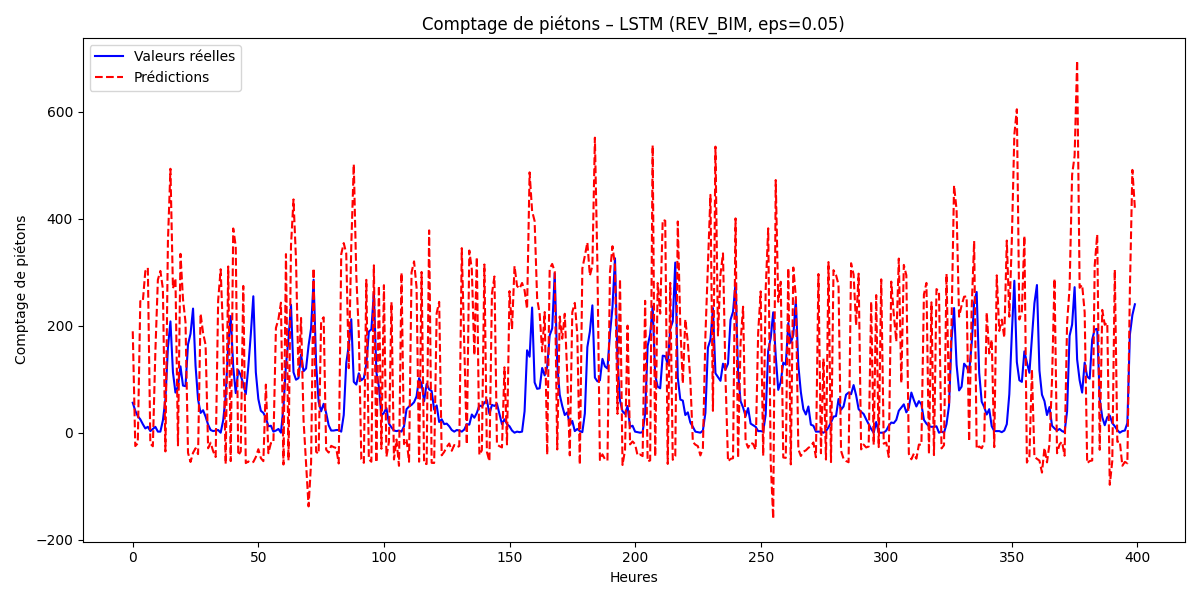 Comptage de piétons – LSTM (REV_BIM, eps=0.05)
Valeurs réelles
Prédictions
Comptage de piétons
600
400
200
0
−200
0 50 100 150 200 250 300 350 400
Heures